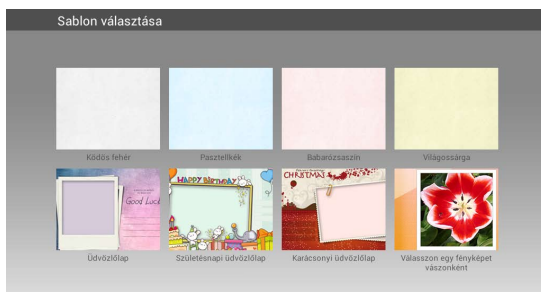 Sablon választása
Ködös fehér
Pasztellkék
Babarózsaszín
Világossárga
Good Luck
HAPPY BIRTHDAY
CHRISTMAS
Üdvözlőlap
Születésnapi üdvözlőlap
Karácsonyi üdvözlőlap
Válasszon egy fényképet
vászonként